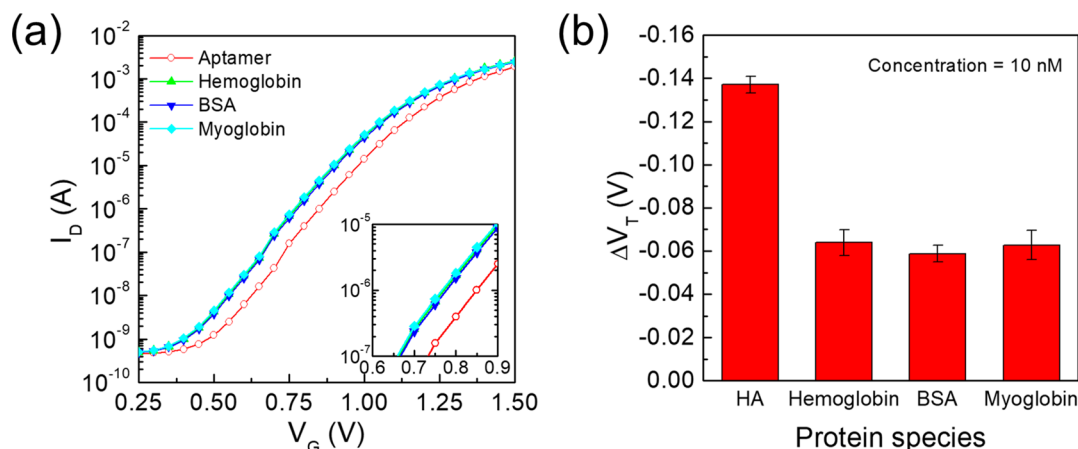 (a)
10⁻²
10⁻³
10⁻⁴
10⁻⁵
10⁻⁶
10⁻⁷
10⁻⁸
10⁻⁹
10⁻¹⁰
I_D (A)
Aptamer
Hemoglobin
BSA
Myoglobin
10⁻⁵
10⁻⁶
10⁻⁷
0.6 0.7 0.8 0.9
0.25 0.50 0.75 1.00 1.25 1.50
V_G (V)
(b)
-0.16
-0.14
-0.12
-0.10
-0.08
-0.06
-0.04
-0.02
0.00
ΔV_T (V)
Concentration = 10 nM
HA Hemoglobin BSA Myoglobin
Protein species